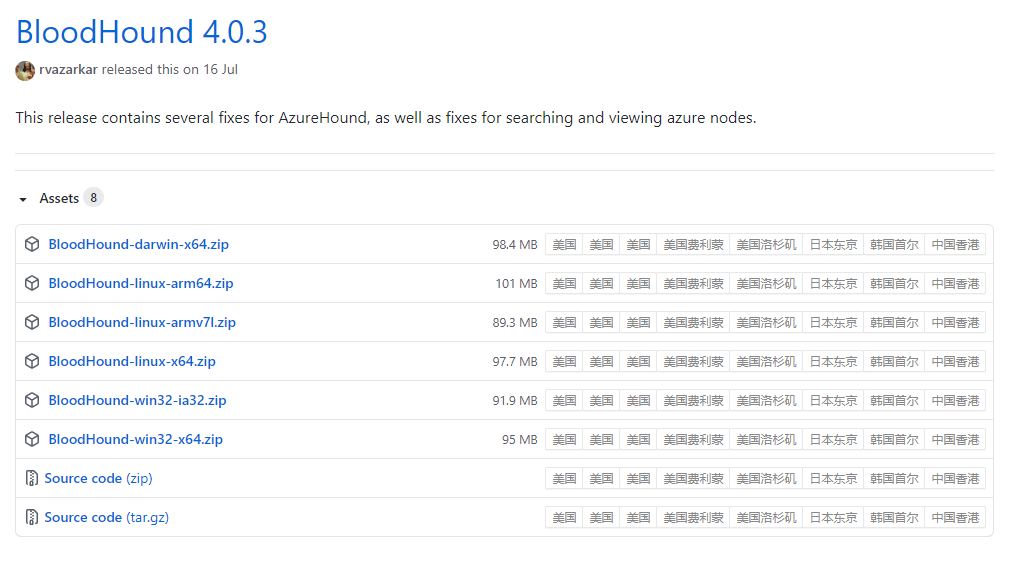 BloodHound 4.0.3
rvazarkar released this on 16 Jul
This release contains several fixes for AzureHound, as well as fixes for searching and viewing azure nodes.
Assets 8
BloodHound-darwin-x64.zip 98.4 MB 美国 美国 美国 美国费利蒙 美国洛杉矶 日本东京 韩国首尔 中国香港
BloodHound-linux-arm64.zip 101 MB 美国 美国 美国 美国费利蒙 美国洛杉矶 日本东京 韩国首尔 中国香港
BloodHound-linux-armv7l.zip 89.3 MB 美国 美国 美国 美国费利蒙 美国洛杉矶 日本东京 韩国首尔 中国香港
BloodHound-linux-x64.zip 97.7 MB 美国 美国 美国 美国费利蒙 美国洛杉矶 日本东京 韩国首尔 中国香港
BloodHound-win32-ia32.zip 91.9 MB 美国 美国 美国 美国费利蒙 美国洛杉矶 日本东京 韩国首尔 中国香港
BloodHound-win32-x64.zip 95 MB 美国 美国 美国 美国费利蒙 美国洛杉矶 日本东京 韩国首尔 中国香港
Source code (zip) 美国 美国 美国 美国费利蒙 美国洛杉矶 日本东京 韩国首尔 中国香港
Source code (tar.gz) 美国 美国 美国 美国费利蒙 美国洛杉矶 日本东京 韩国首尔 中国香港